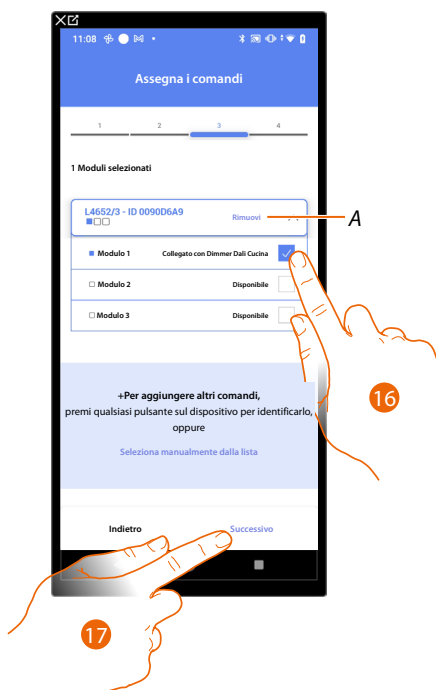 11:08
Assegna i comandi
1 2 3 4
1 Moduli selezionati
L4652/3 - ID 0090D6A9
Rimuovi
A
Modulo 1 Collegato con Dimmer Dali Cucina
Modulo 2 Disponibile
Modulo 3 Disponibile
+Per aggiungere altri comandi,
premi qualsiasi pulsante sul dispositivo per identificarlo,
oppure
Seleziona manualmente dalla lista
16
Indietro Successivo
17